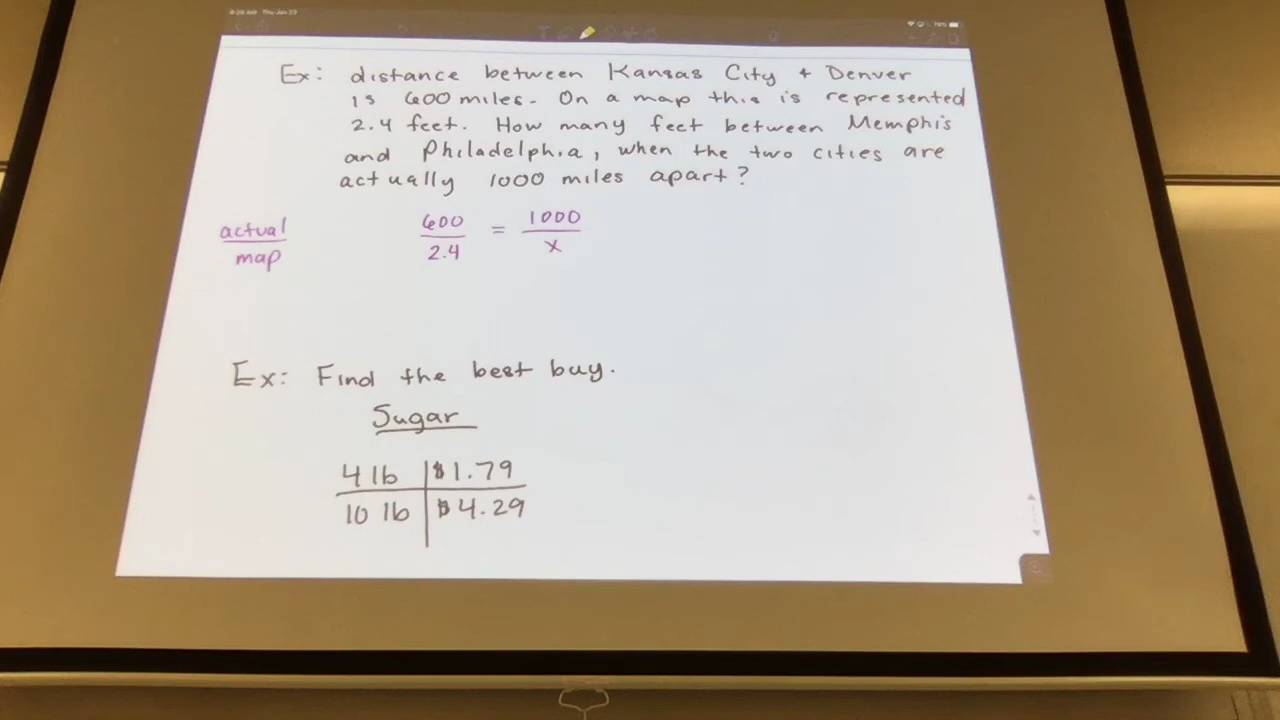 Ex: distance between Kansas City + Denver
is 600 miles. On a map this is represented
2.4 feet. How many feet between Memphis
and Philadelphia, when the two cities are
actually 1000 miles apart?
actual 600 = 1000
map 2.4 x
Ex: Find the best buy.
Sugar
4 lb $1.79
10 lb $4.29